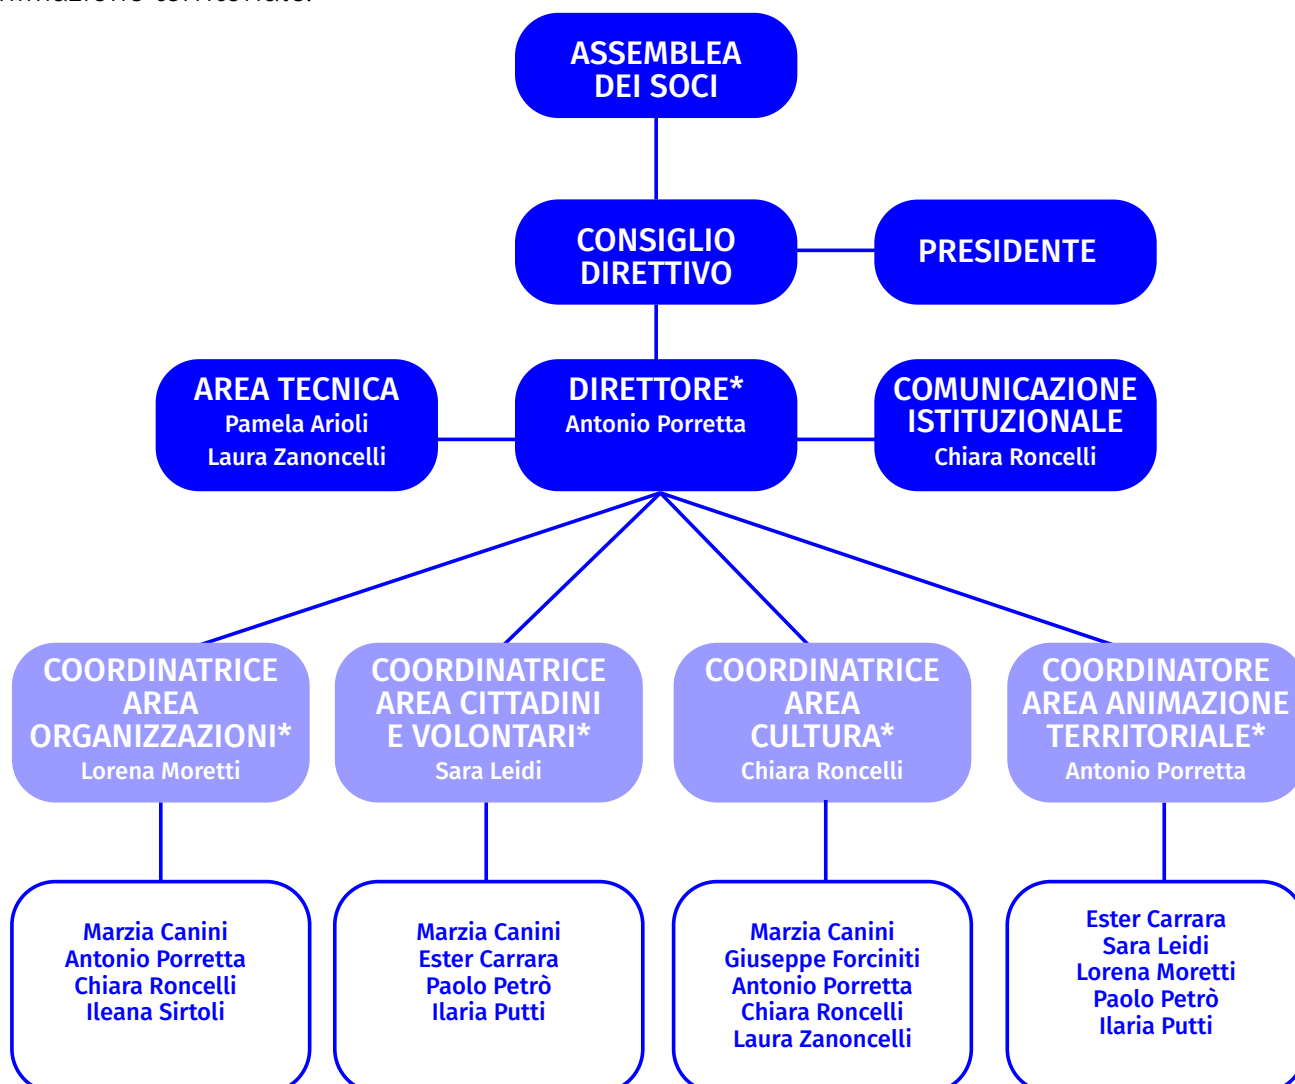 ASSEMBLEA
DEI SOCI
CONSIGLIO
DIRETTIVO
PRESIDENTE
AREA TECNICA
Pamela Arioli
Laura Zanoncelli
DIRETTORE*
Antonio Porretta
COMUNICAZIONE
ISTITUZIONALE
Chiara Roncelli
COORDINATRICE
AREA
ORGANIZZAZIONI*
Lorena Moretti
COORDINATRICE
AREA CITTADINI
E VOLONTARI*
Sara Leidi
COORDINATRICE
AREA
CULTURA*
Chiara Roncelli
COORDINATORE
AREA ANIMAZIONE
TERRITORIALE*
Antonio Porretta
Marzia Canini
Antonio Porretta
Chiara Roncelli
Ileana Sirtoli
Marzia Canini
Ester Carrara
Paolo Petrò
Ilaria Putti
Marzia Canini
Giuseppe Forciniti
Antonio Porretta
Chiara Roncelli
Laura Zanoncelli
Ester Carrara
Sara Leidi
Lorena Moretti
Paolo Petrò
Ilaria Putti